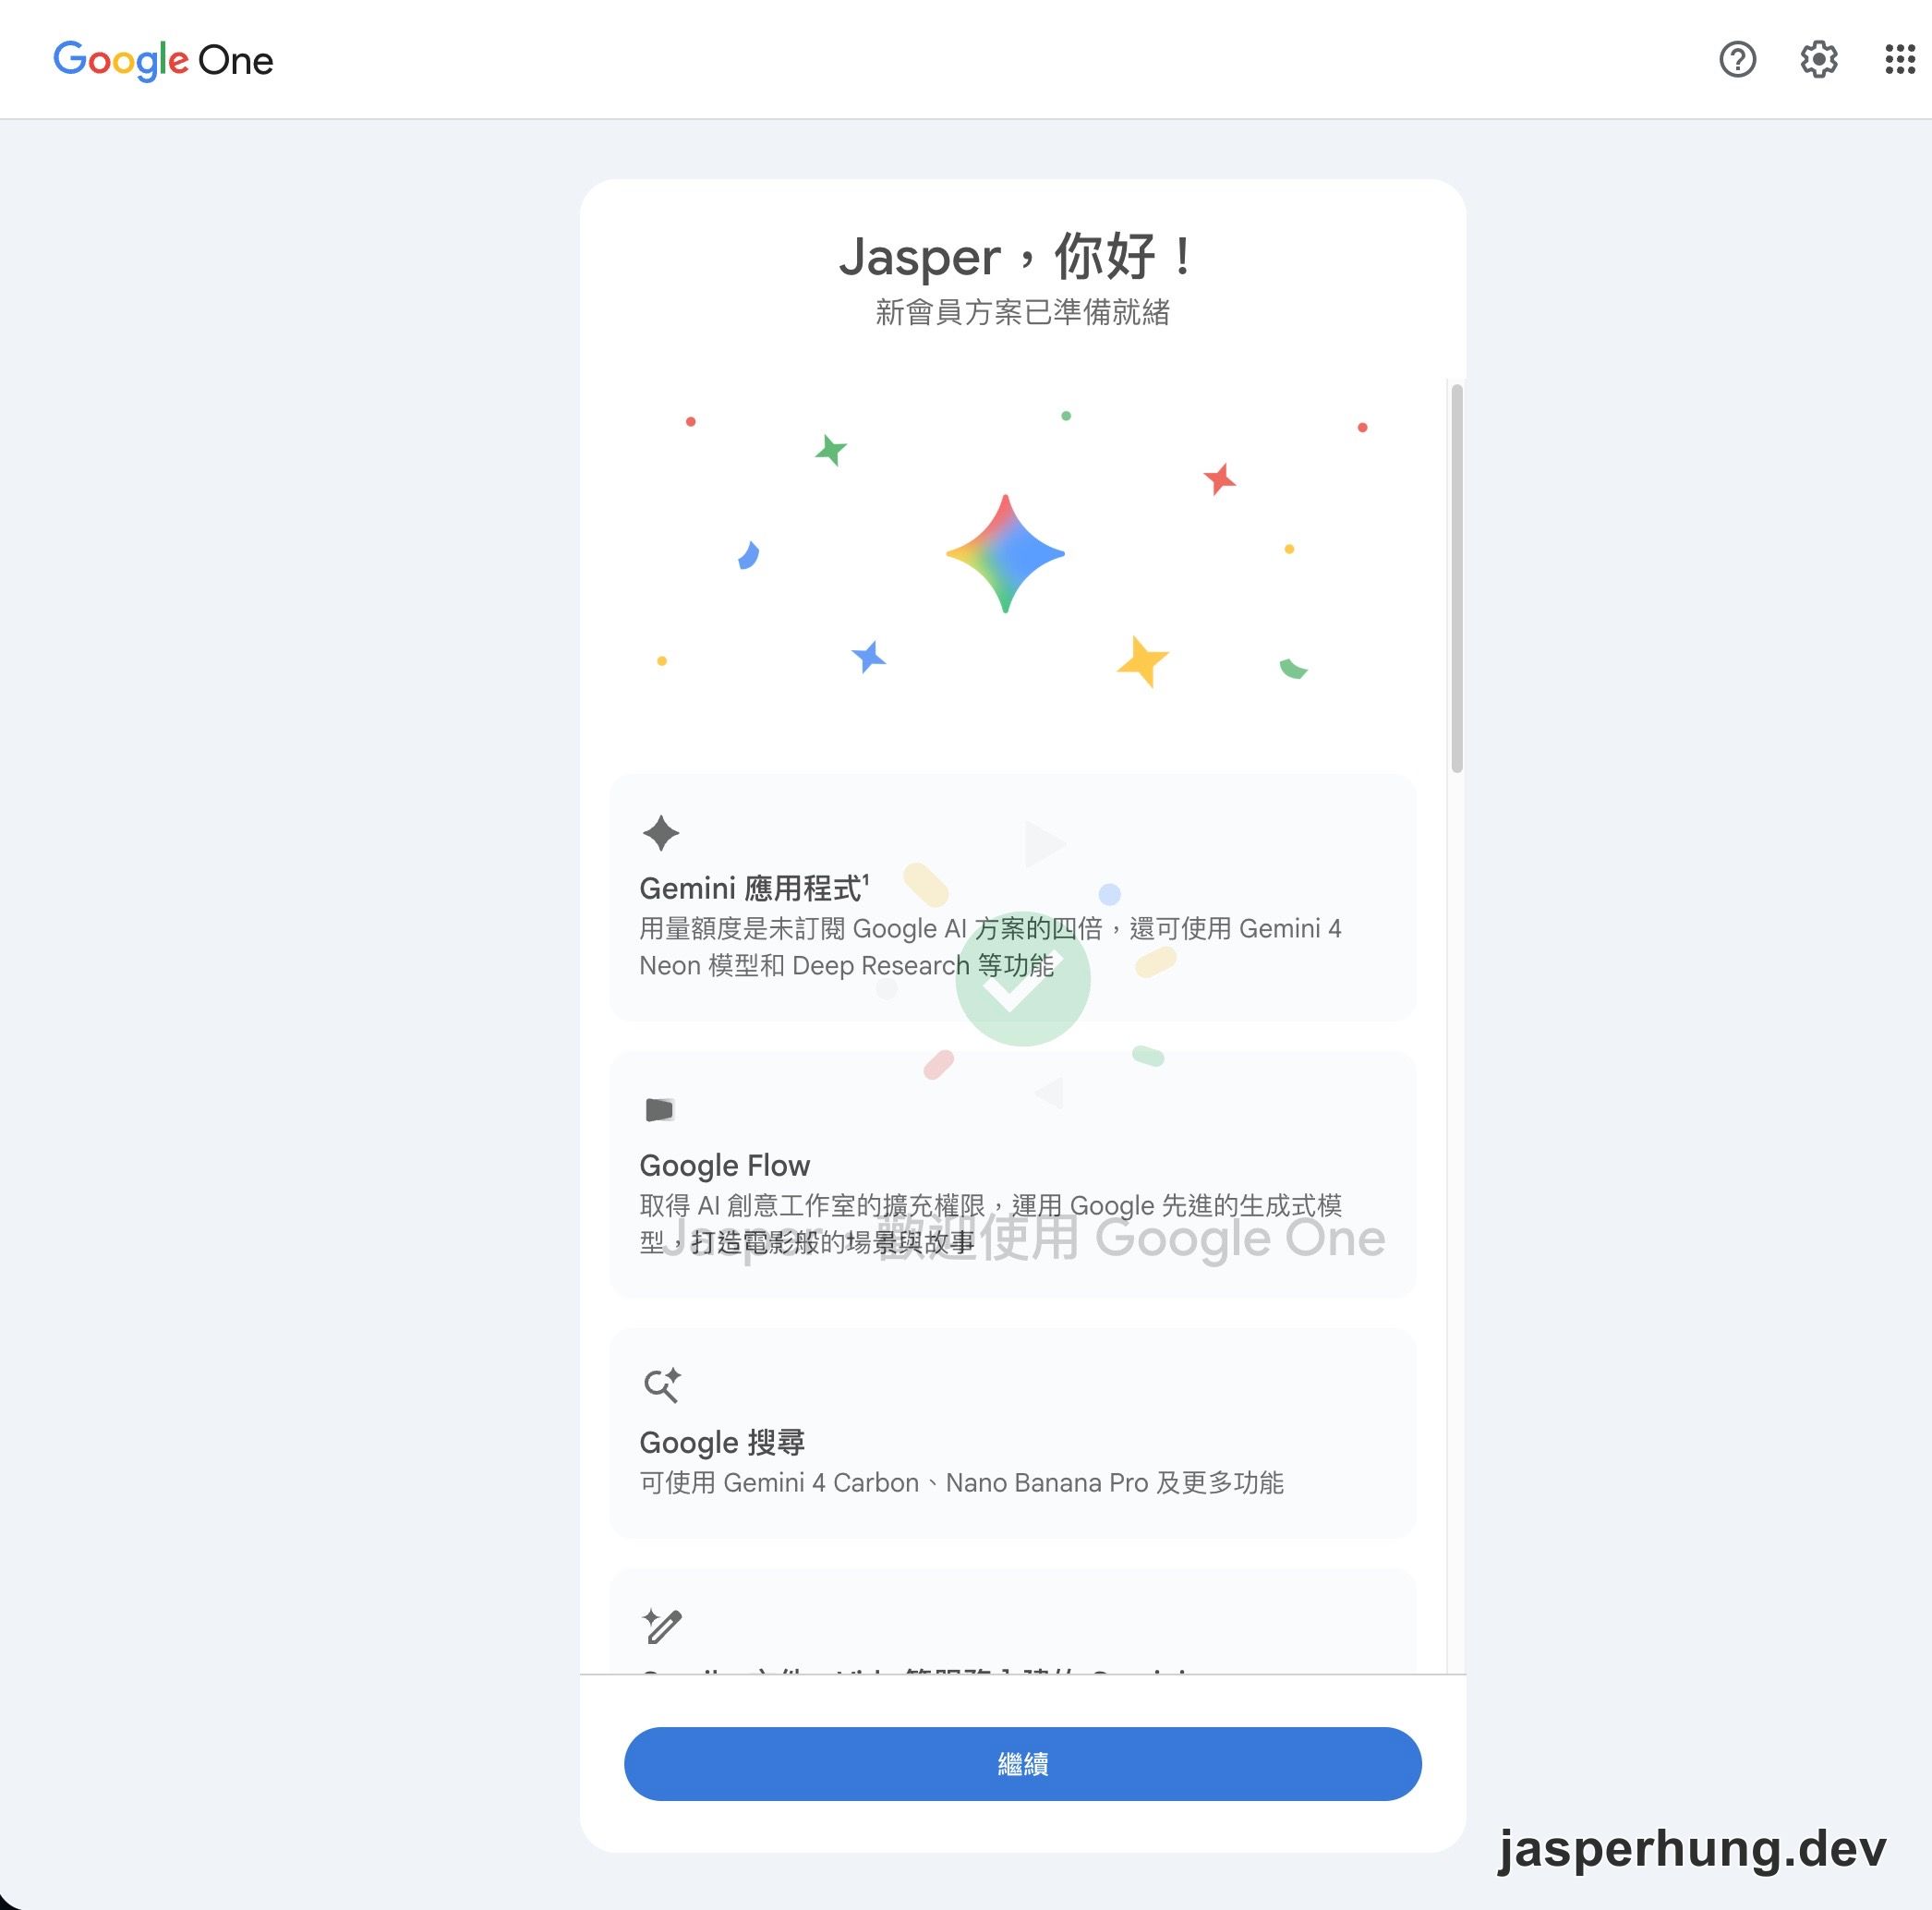 Google One
Jasper，你好！
新會員方案已準備就緒
Gemini 應用程式¹
用量額度是未訂閱 Google AI 方案的四倍，還可使用 Gemini 4
Neon 模型和 Deep Research 等功能
Google Flow
取得 AI 創意工作室的擴充權限，運用 Google 先進的生成式模
型，打造電影般的場景與故事
Jasper，歡迎使用 Google One
Google 搜尋
可使用 Gemini 4 Carbon、Nano Banana Pro 及更多功能
繼續
jasperhung.dev